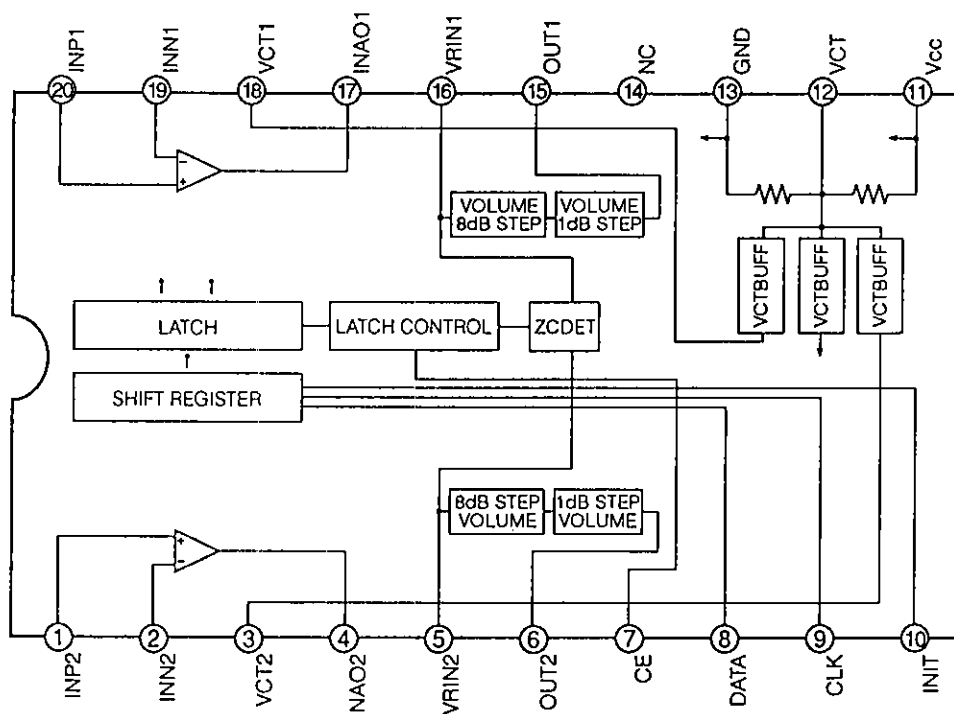 INP1
INN1
VCT1
INAO1
VRIN1
OUT1
NC
GND
VCT
Vcc
20
19
18
17
16
15
14
13
12
11
−
+
VOLUME
8dB STEP
VOLUME
1dB STEP
VCTBUFF
VCTBUFF
VCTBUFF
LATCH
LATCH CONTROL
ZCDET
SHIFT REGISTER
8dB STEP
VOLUME
1dB STEP
VOLUME
+
−
1
2
3
4
5
6
7
8
9
10
INP2
INN2
VCT2
NAO2
VRIN2
OUT2
CE
DATA
CLK
INIT